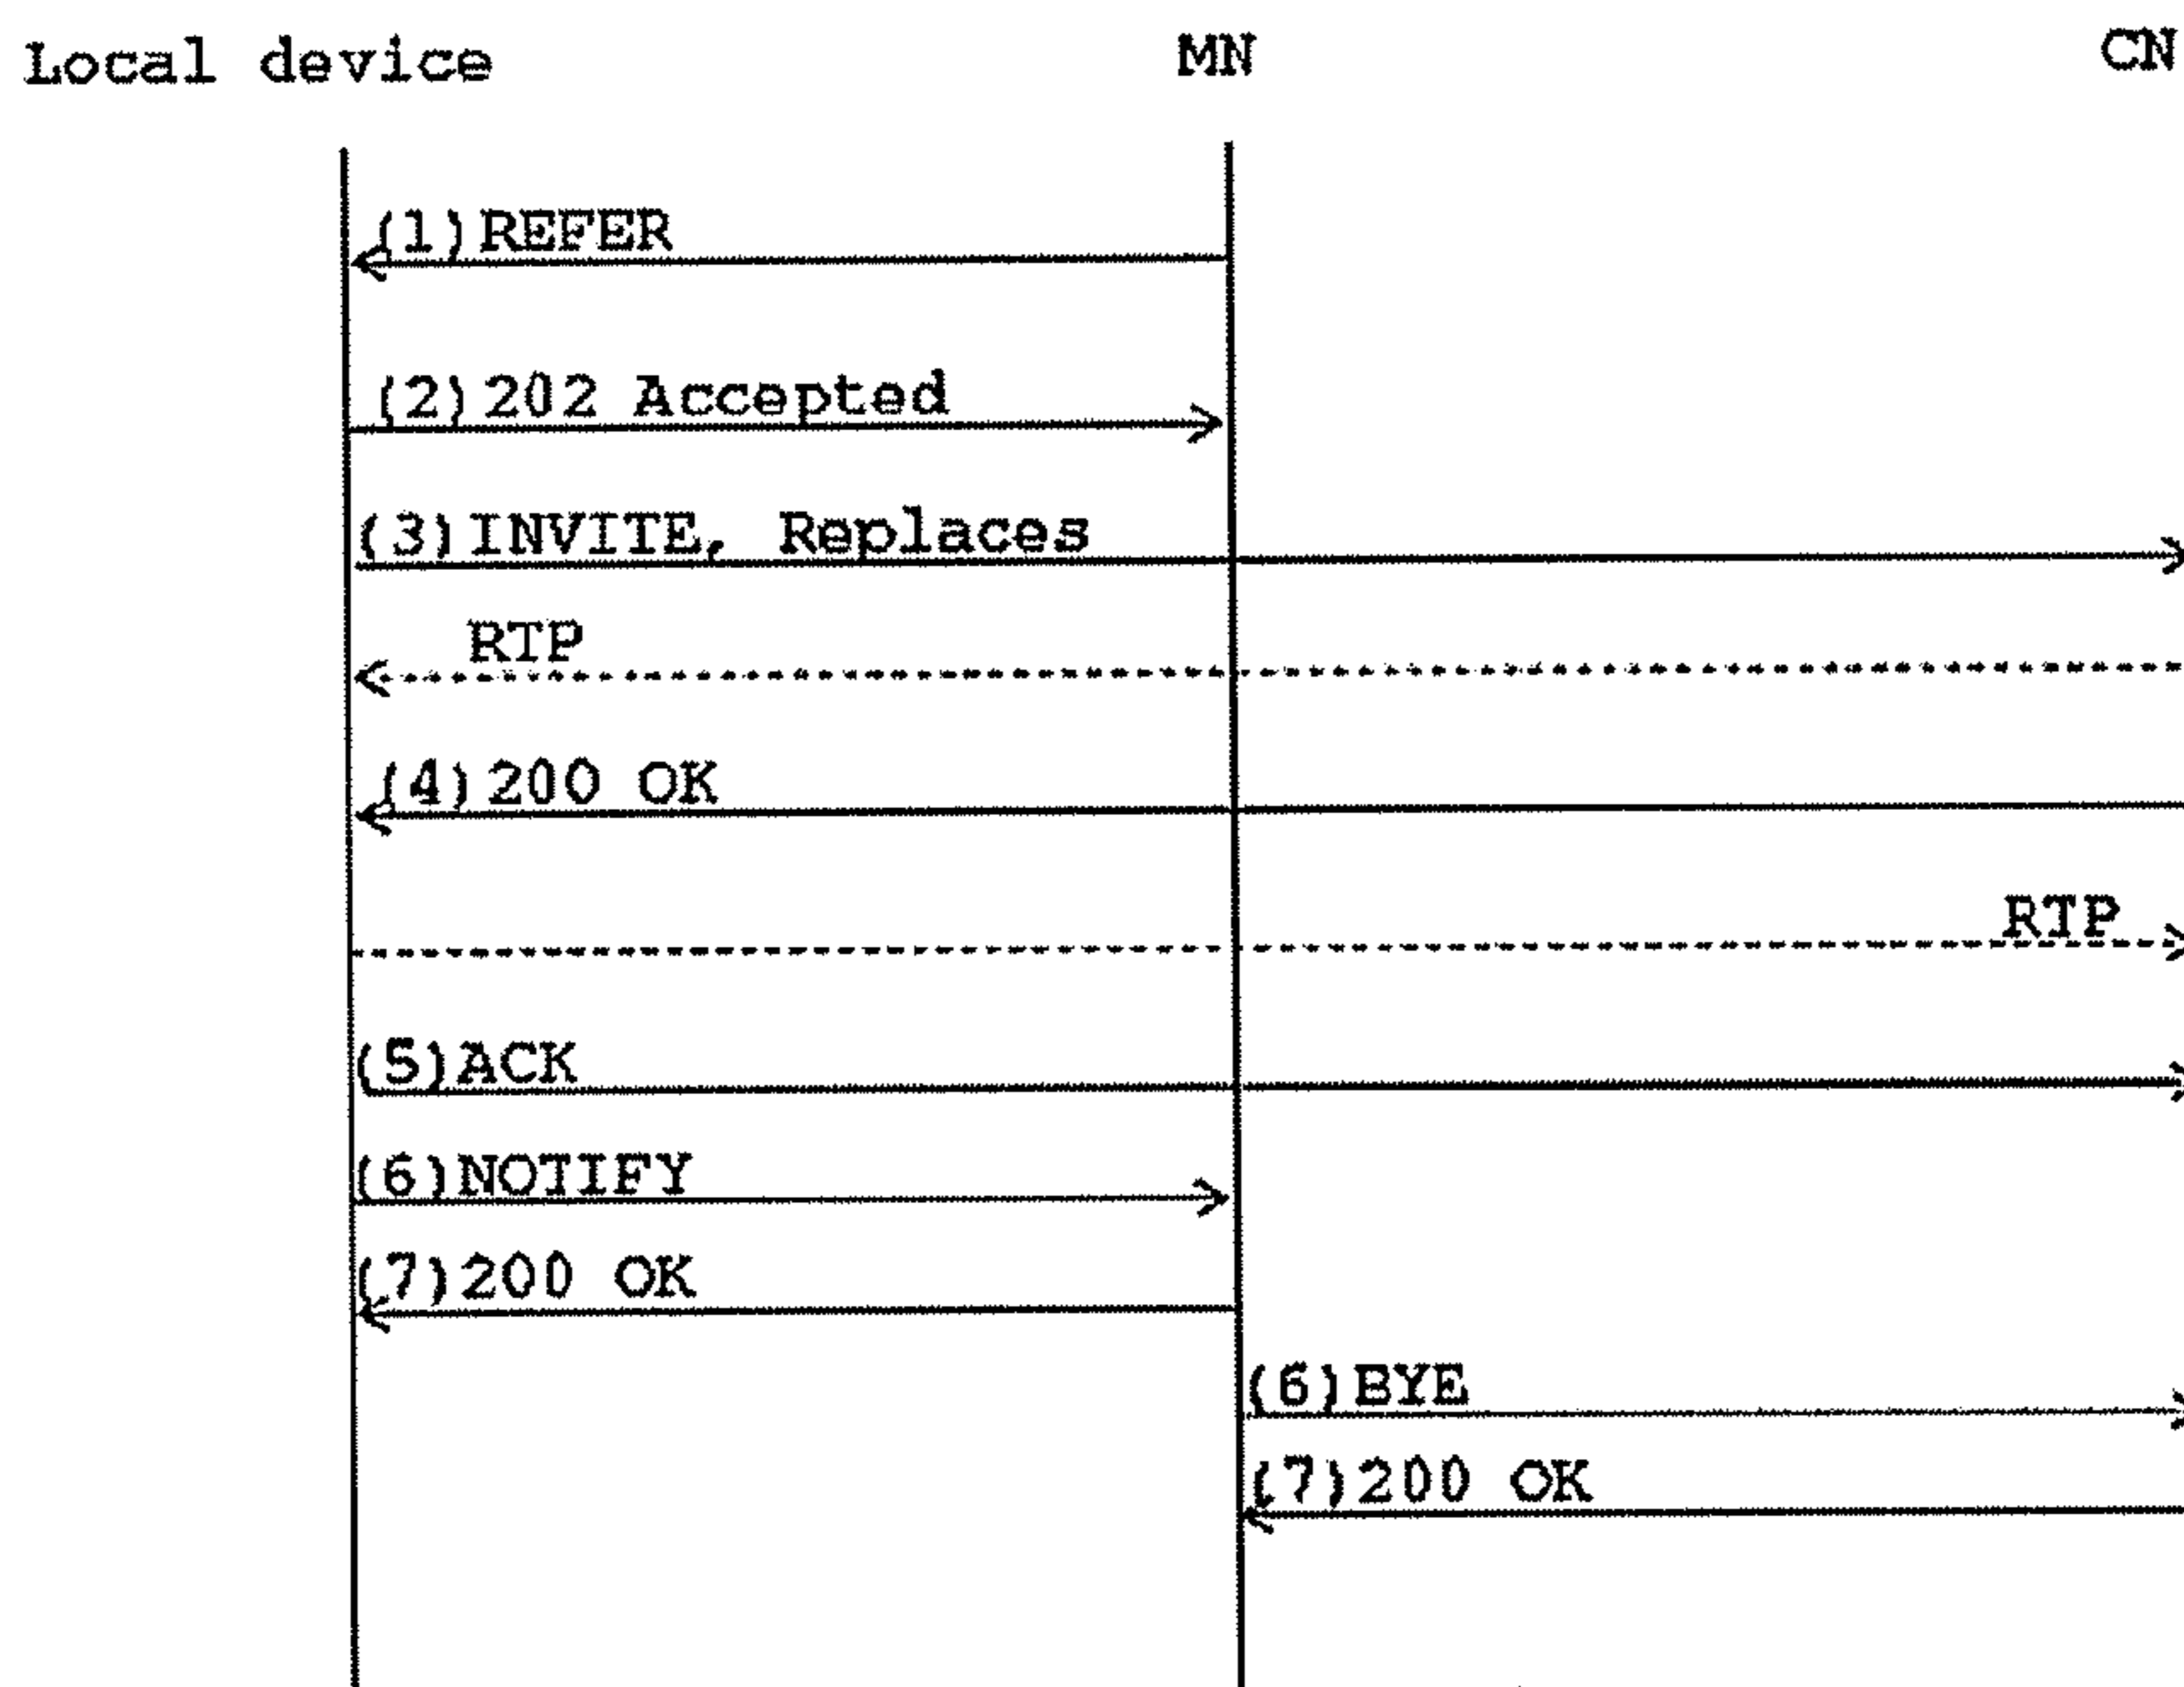 Local device MN CN
(1)REFER
(2)202 Accepted
(3)INVITE, Replaces
RTP
(4)200 OK
RTP
(5)ACK
(6)NOTIFY
(7)200 OK
(6)BYE
(7)200 OK